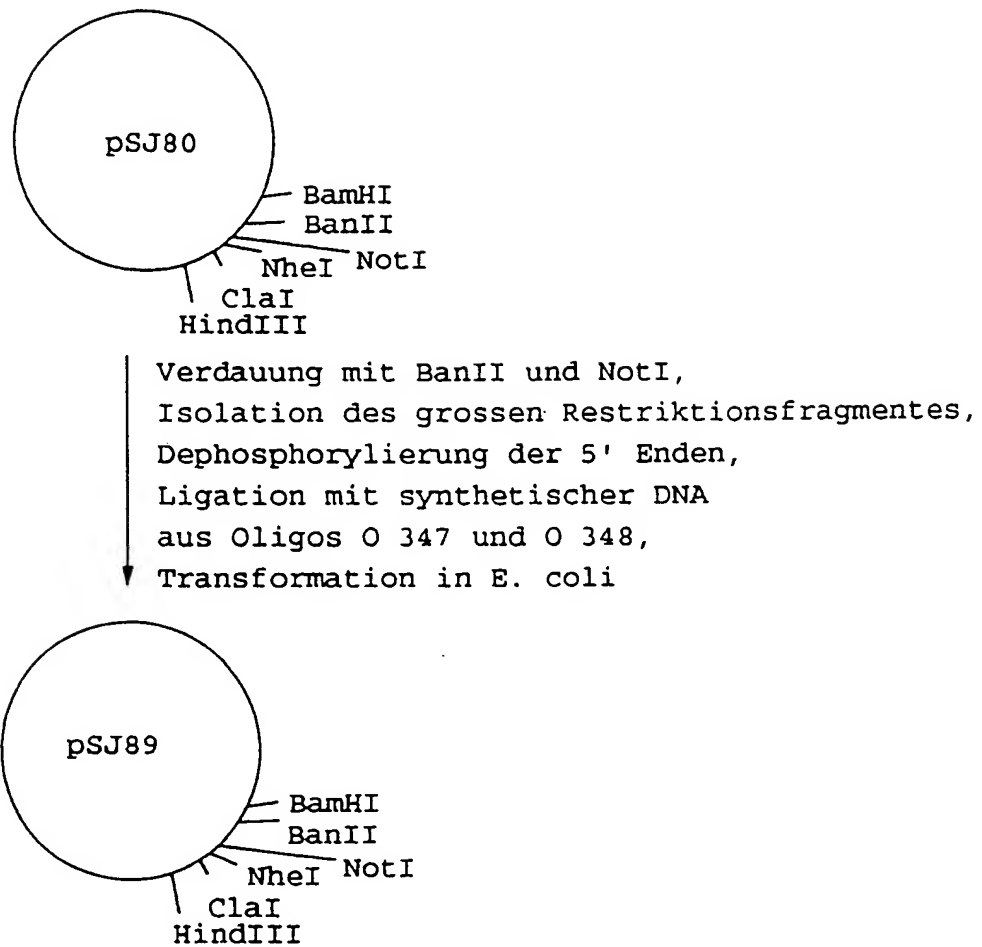 pSJ80
BamHI
BanII
NheI NotI
ClaI
HindIII
Verdauung mit BanII und NotI,
Isolation des grossen Restriktionsfragmentes,
Dephosphorylierung der 5' Enden,
Ligation mit synthetischer DNA
aus Oligos O 347 und O 348,
Transformation in E. coli
pSJ89
BamHI
BanII
NheI NotI
ClaI
HindIII